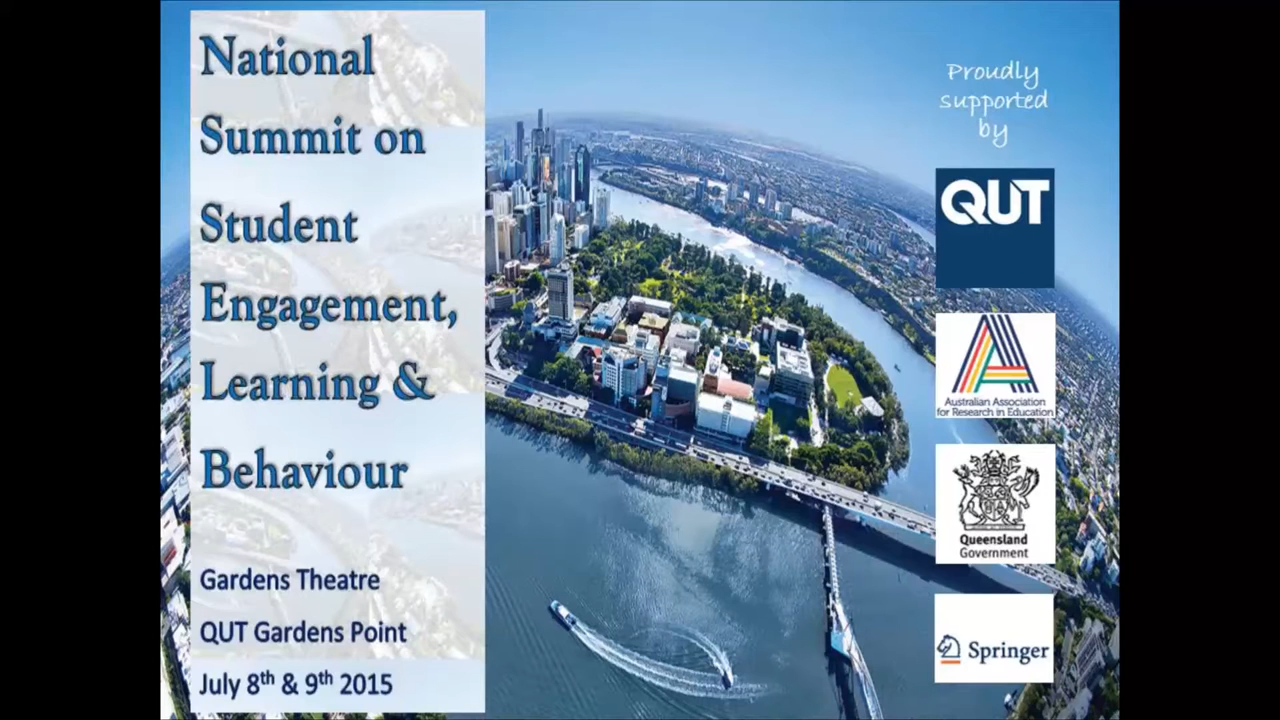 National
Summit on
Student
Engagement,
Learning &
Behaviour
Gardens Theatre
QUT Gardens Point
July 8th & 9th 2015
Proudly
supported
by
QUT
Australian Association
for Research in Education
Queensland
Government
Springer